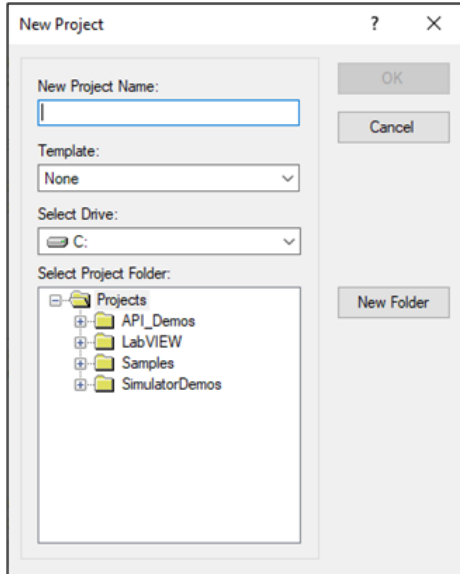 New Project
?
New Project Name:
OK
Cancel
Template:
None
Select Drive:
C:
Select Project Folder:
Projects
New Folder
API_Demos
LabVIEW
Samples
SimulatorDemos